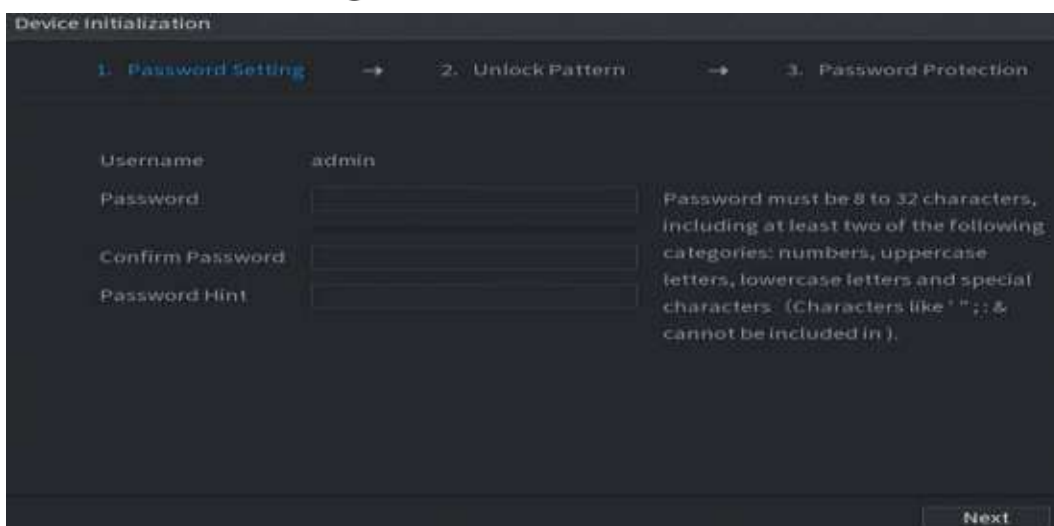 Device Initialization
1. Password Setting → 2. Unlock Pattern → 3. Password Protection
Username admin
Password
Password must be 8 to 32 characters,
including at least two of the following
Confirm Password
categories: numbers, uppercase
letters, lowercase letters and special
Password Hint
characters (Characters like ' " ; : &
cannot be included in ).
Next